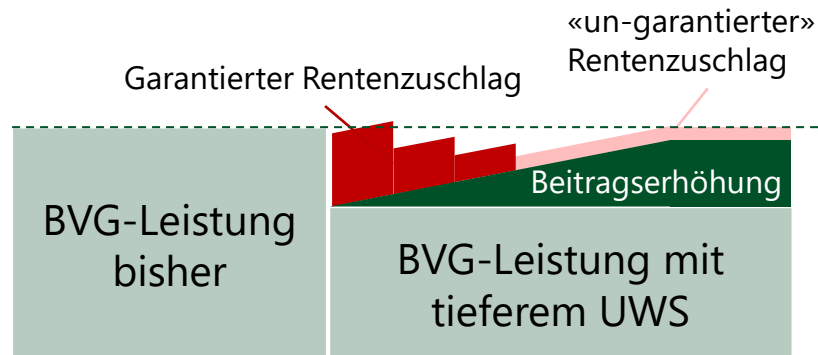 «un-garantierter»
Rentenzuschlag
Garantierter Rentenzuschlag
Beitragserhöhung
BVG-Leistung
bisher
BVG-Leistung mit
tieferem UWS